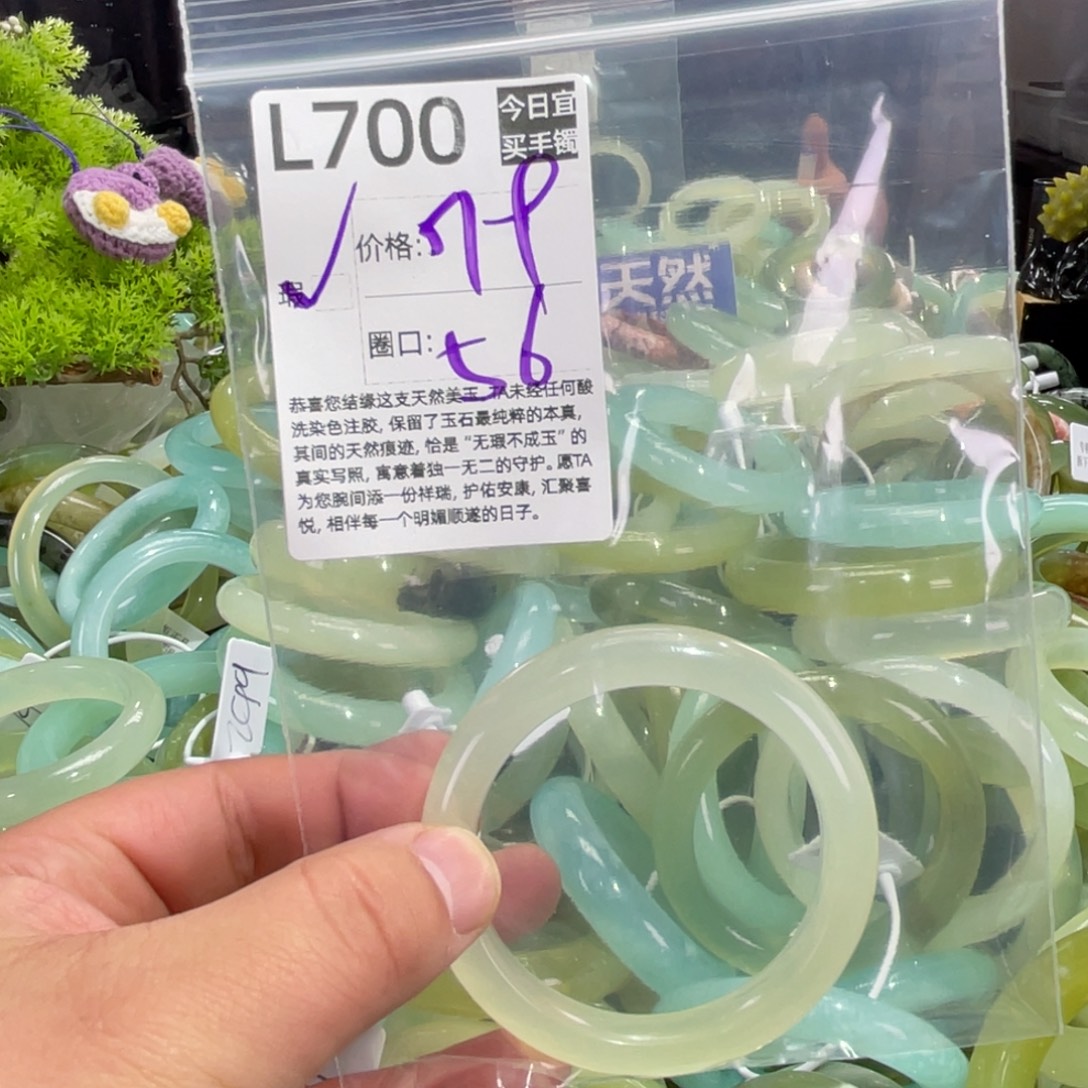 L700
今日宜
买手镯
价格: 79
瑕
圈口: 56
恭喜您结缘这支天然美玉, TA未经任何酸
洗染色注胶, 保留了玉石最纯粹的本真,
其间的天然痕迹, 恰是“无瑕不成玉”的
真实写照, 寓意着独一无二的守护。愿TA
为您腕间添一份祥瑞, 护佑安康, 汇聚喜
悦, 相伴每一个明媚顺遂的日子。
天然